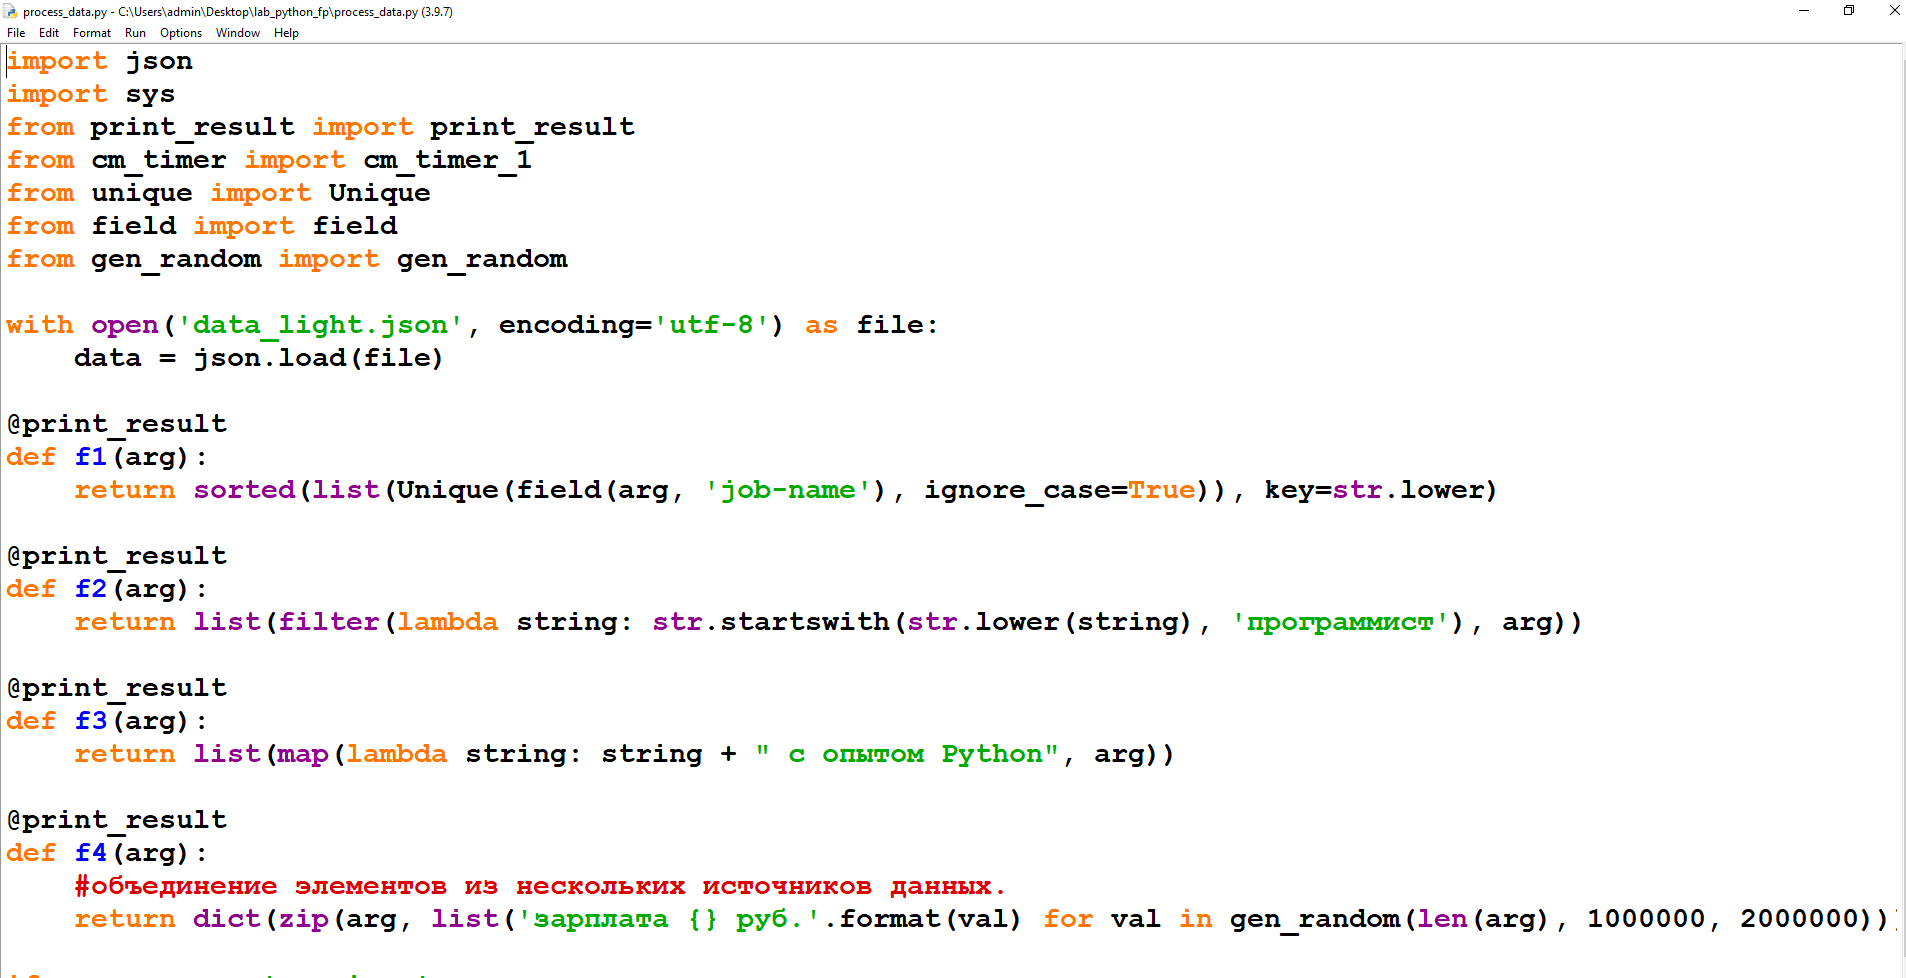 process_data.py - C:\Users\admin\Desktop\lab_python_fp\process_data.py (3.9.7)
File Edit Format Run Options Window Help
import json
import sys
from print_result import print_result
from cm_timer import cm_timer_1
from unique import Unique
from field import field
from gen_random import gen_random
with open('data_light.json', encoding='utf-8') as file:
    data = json.load(file)
@print_result
def f1(arg):
    return sorted(list(Unique(field(arg, 'job-name'), ignore_case=True)), key=str.lower)
@print_result
def f2(arg):
    return list(filter(lambda string: str.startswith(str.lower(string), 'программист'), arg))
@print_result
def f3(arg):
    return list(map(lambda string: string + " с опытом Python", arg))
@print_result
def f4(arg):
    #объединение элементов из нескольких источников данных.
    return dict(zip(arg, list('зарплата {} руб.'.format(val) for val in gen_random(len(arg), 1000000, 2000000)))